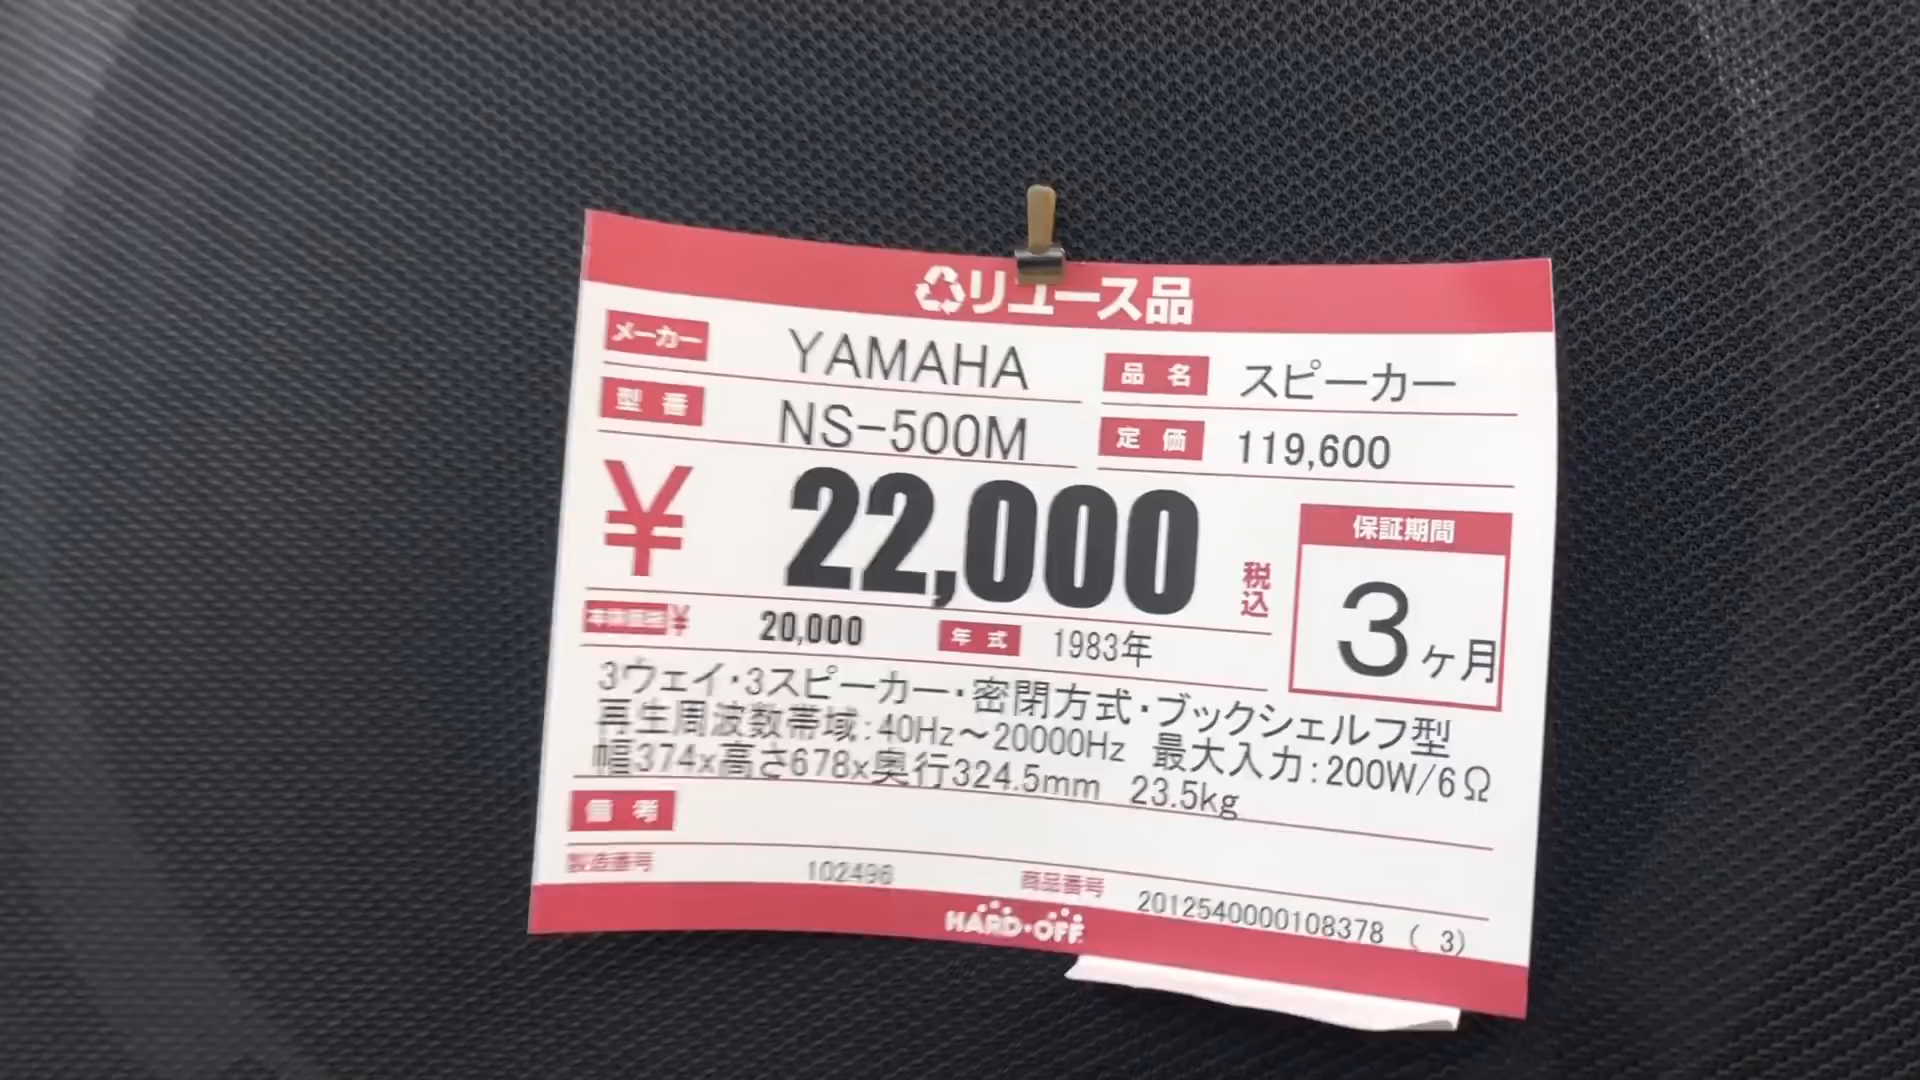 リユース品
メーカー YAMAHA 品名 スピーカー
型番 NS-500M 定価 119,600
¥ 22,000 税込 保証期間 3ヶ月
本体価格¥ 20,000 年式 1983年
3ウェイ・3スピーカー・密閉方式・ブックシェルフ型
再生周波数帯域:40Hz～20000Hz 最大入力:200W/6Ω
幅374x高さ678x奥行324.5mm 23.5kg
備考
製造番号 102496 商品番号 2012540000108378 ( 3)
HARD・OFF